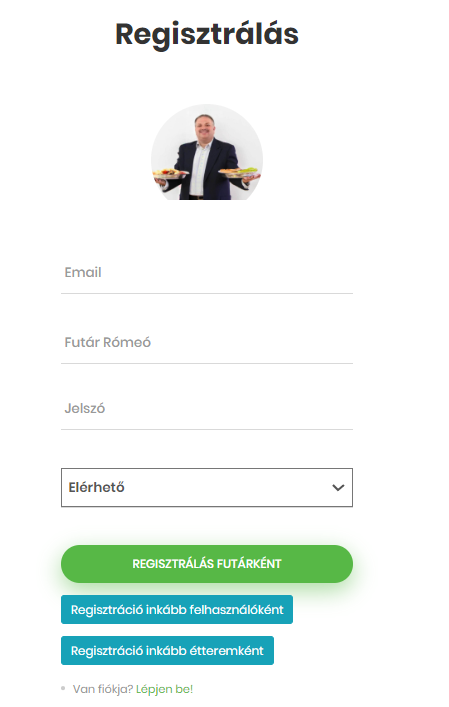 Regisztrálás
Email
Futár Rómeó
Jelszó
Elérhető
REGISZTRÁLÁS FUTÁRKÉNT
Regisztráció inkább felhasználóként
Regisztráció inkább étteremként
Van fiókja? Lépjen be!